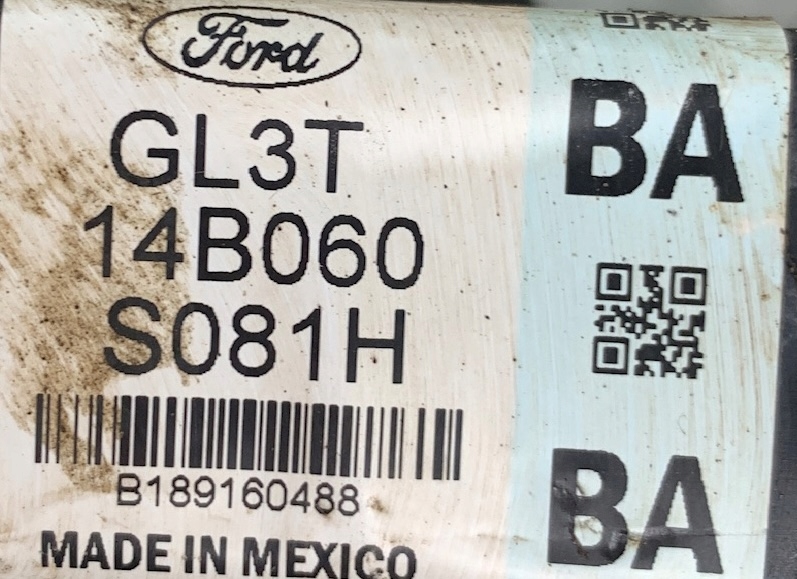 Ford
GL3T
14B060
S081H
B189160488
MADE IN MEXICO
BA
BA